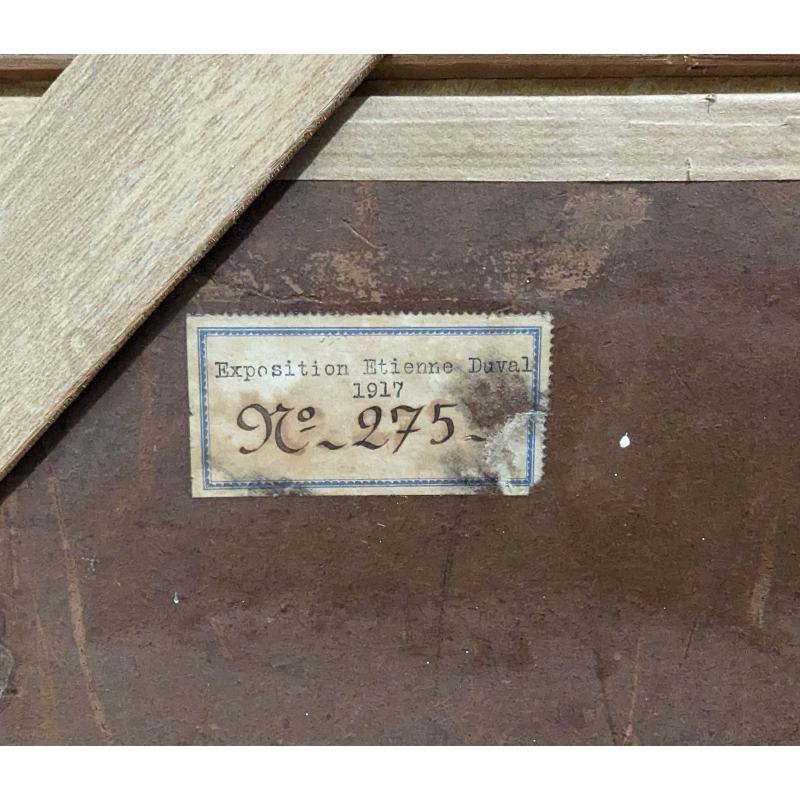 Exposition Etienne Duval
1917
Nº - 275 -